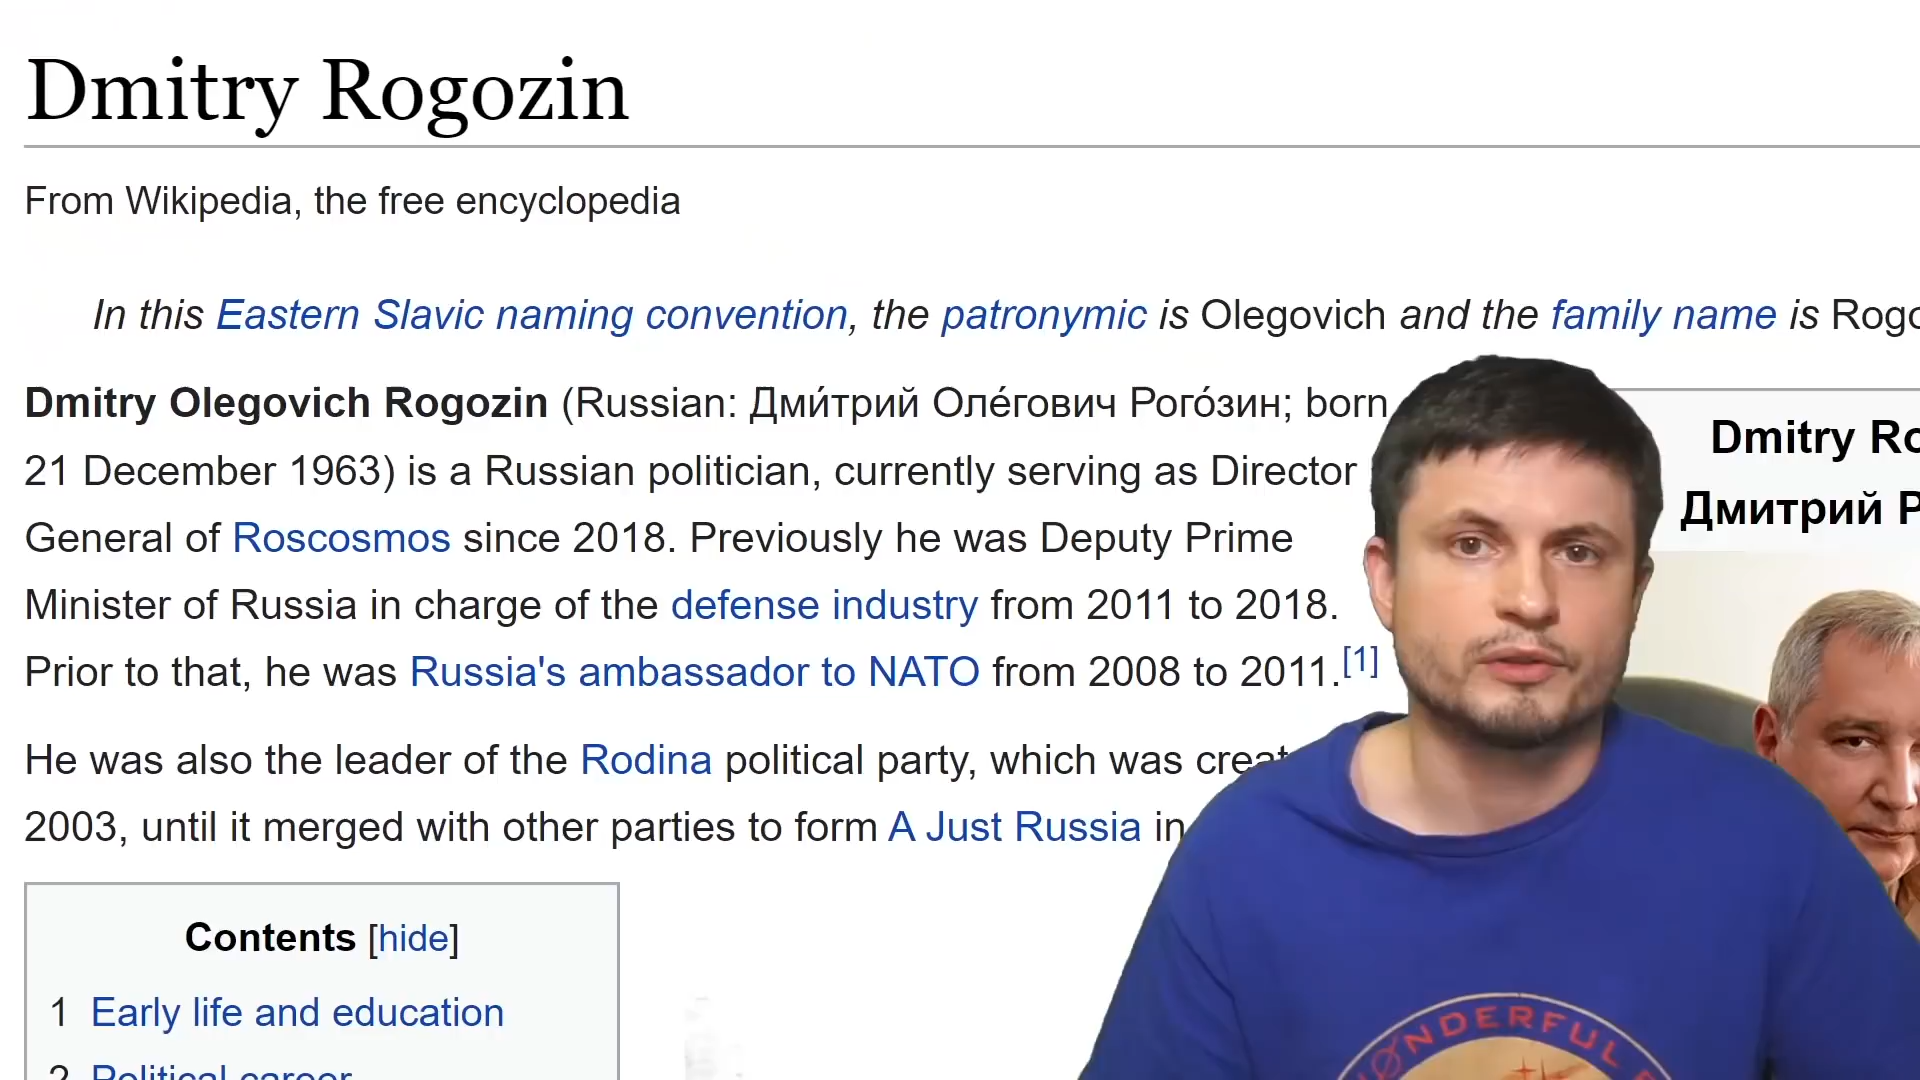 Dmitry Rogozin
From Wikipedia, the free encyclopedia
In this Eastern Slavic naming convention, the patronymic is Olegovich and the family name is
Dmitry Olegovich Rogozin (Russian: Дми́трий Оле́гович Рого́зин; born
21 December 1963) is a Russian politician, currently serving as Director
General of Roscosmos since 2018. Previously he was Deputy Prime
Minister of Russia in charge of the defense industry from 2011 to 2018.
Prior to that, he was Russia's ambassador to NATO from 2008 to 2011.[1]
He was also the leader of the Rodina political party, which was
2003, until it merged with other parties to form A Just Russia in
Dmitry
Дмитрий
Contents [hide]
1 Early life and education
2 Political career
WØNDERFUL